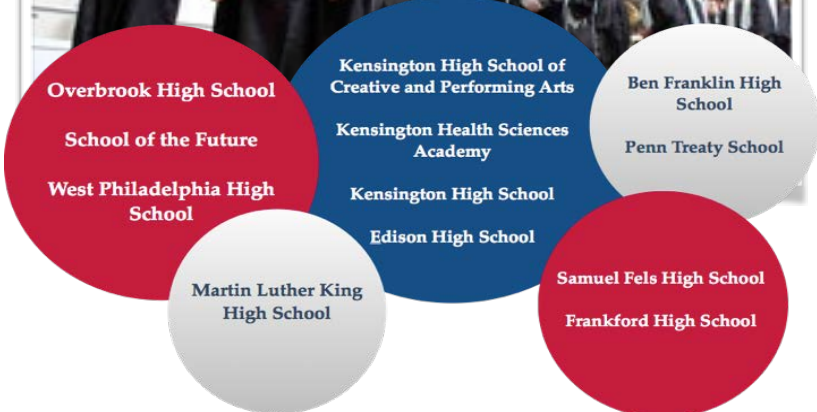 Overbrook High School
School of the Future
West Philadelphia High
School
Kensington High School of
Creative and Performing Arts
Kensington Health Sciences
Academy
Kensington High School
Edison High School
Ben Franklin High
School
Penn Treaty School
Martin Luther King
High School
Samuel Fels High School
Frankford High School